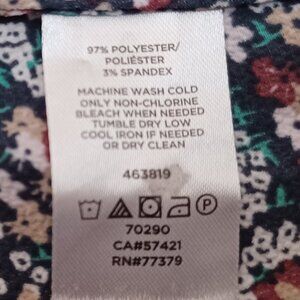 97% POLYESTER/
POLIÉSTER
3% SPANDEX
MACHINE WASH COLD
ONLY NON-CHLORINE
BLEACH WHEN NEEDED
TUMBLE DRY LOW
COOL IRON IF NEEDED
OR DRY CLEAN
463819
P
70290
CA#57421
RN#77379